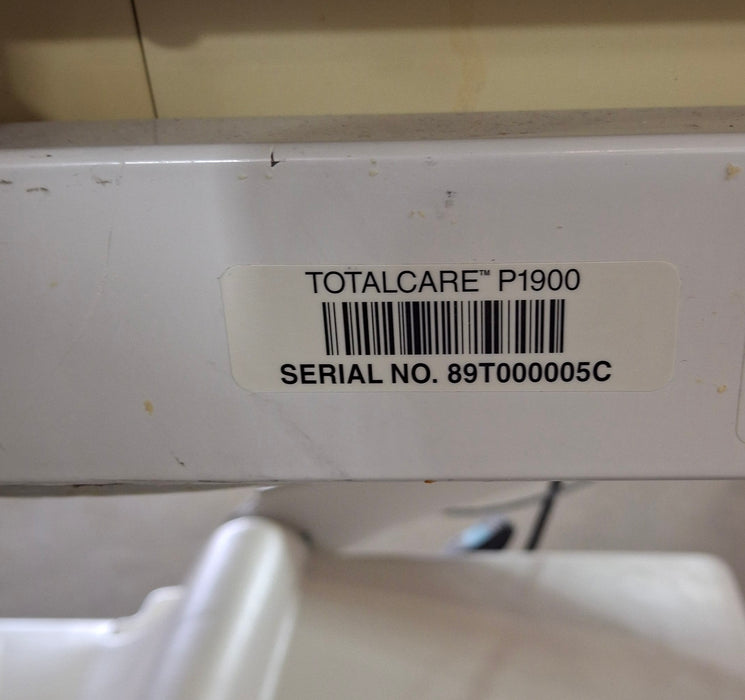 TOTALCARE™ P1900
SERIAL NO. 89T000005C